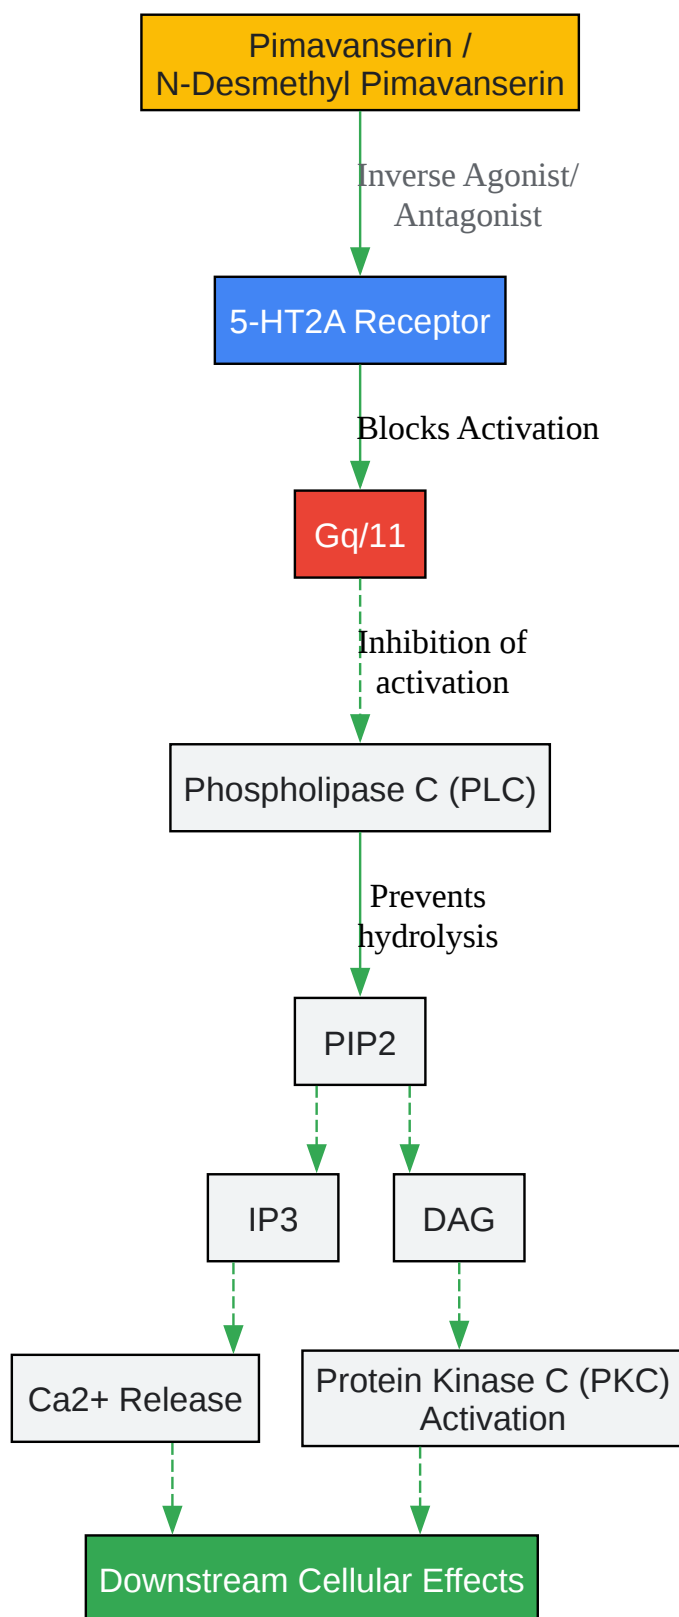 Pimavanserin /
N-Desmethyl Pimavanserin
Inverse Agonist/
Antagonist
5-HT2A Receptor
Blocks Activation
Gq/11
Inhibition of
activation
Phospholipase C (PLC)
Prevents
hydrolysis
PIP2
IP3
DAG
Ca2+ Release
Protein Kinase C (PKC)
Activation
Downstream Cellular Effects